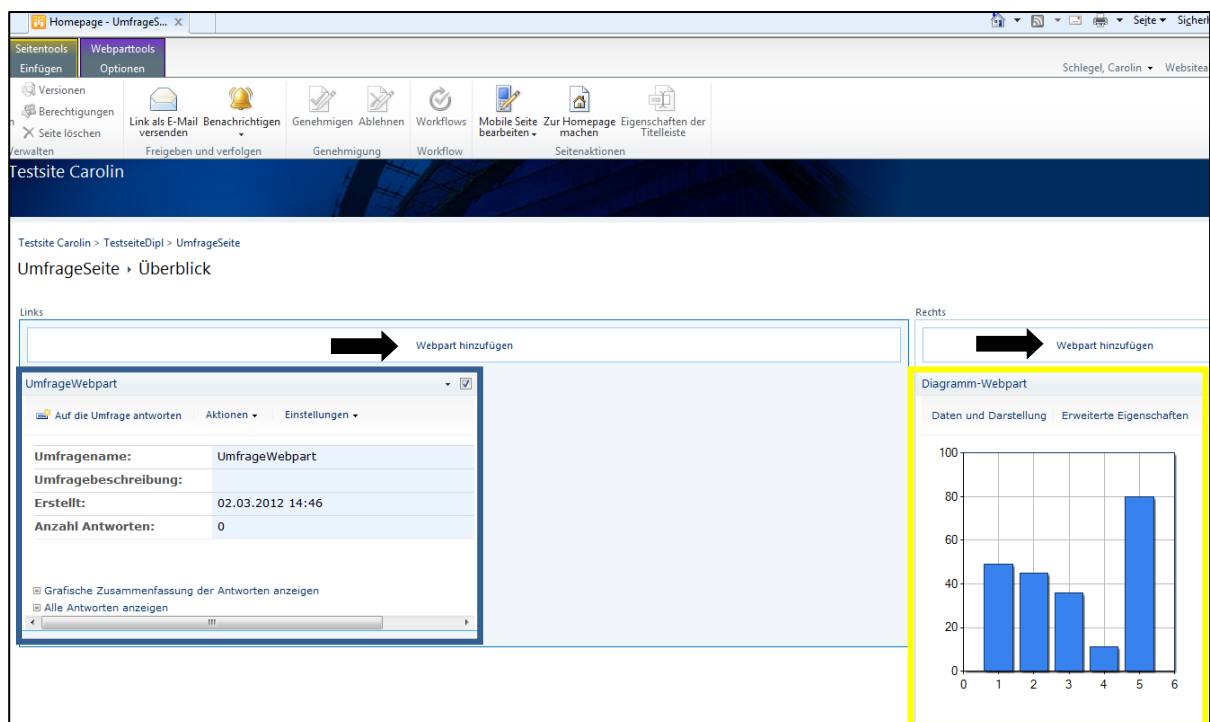 Homepage - UmfrageS... X
Seite Sicherh
Seitentools Webparttools
Einfügen Optionen
Schlegel, Carolin Websitea
Versionen
Berechtigungen
Seite löschen
Link als E-Mail versenden
Benachrichtigen
Genehmigen Ablehnen Workflows
Mobile Seite bearbeiten
Zur Homepage machen
Eigenschaften der Titelleiste
Verwalten Freigeben und verfolgen Genehmigung Workflow Seitenaktionen
Testsite Carolin
Testsite Carolin > TestseiteDipl > UmfrageSeite
UmfrageSeite › Überblick
Links
Webpart hinzufügen
UmfrageWebpart
Auf die Umfrage antworten Aktionen Einstellungen
Umfragename: UmfrageWebpart
Umfragebeschreibung:
Erstellt: 02.03.2012 14:46
Anzahl Antworten: 0
Grafische Zusammenfassung der Antworten anzeigen
Alle Antworten anzeigen
Rechts
Webpart hinzufügen
Diagramm-Webpart
Daten und Darstellung Erweiterte Eigenschaften
100
80
60
40
20
0
0 1 2 3 4 5 6